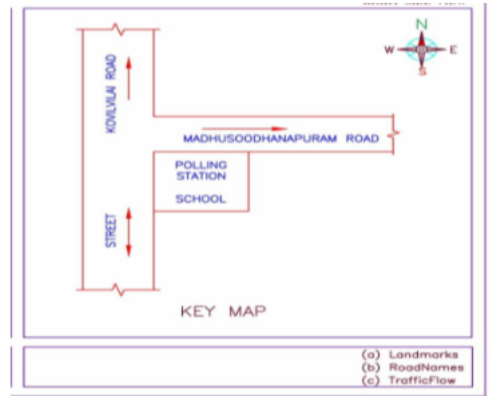 N
W E
S
KOVILVILAI ROAD
MADHUSOODHANAPURAM ROAD
POLLING
STATION
SCHOOL
STREET
KEY MAP
(a) Landmarks
(b) RoadNames
(c) TrafficFlow